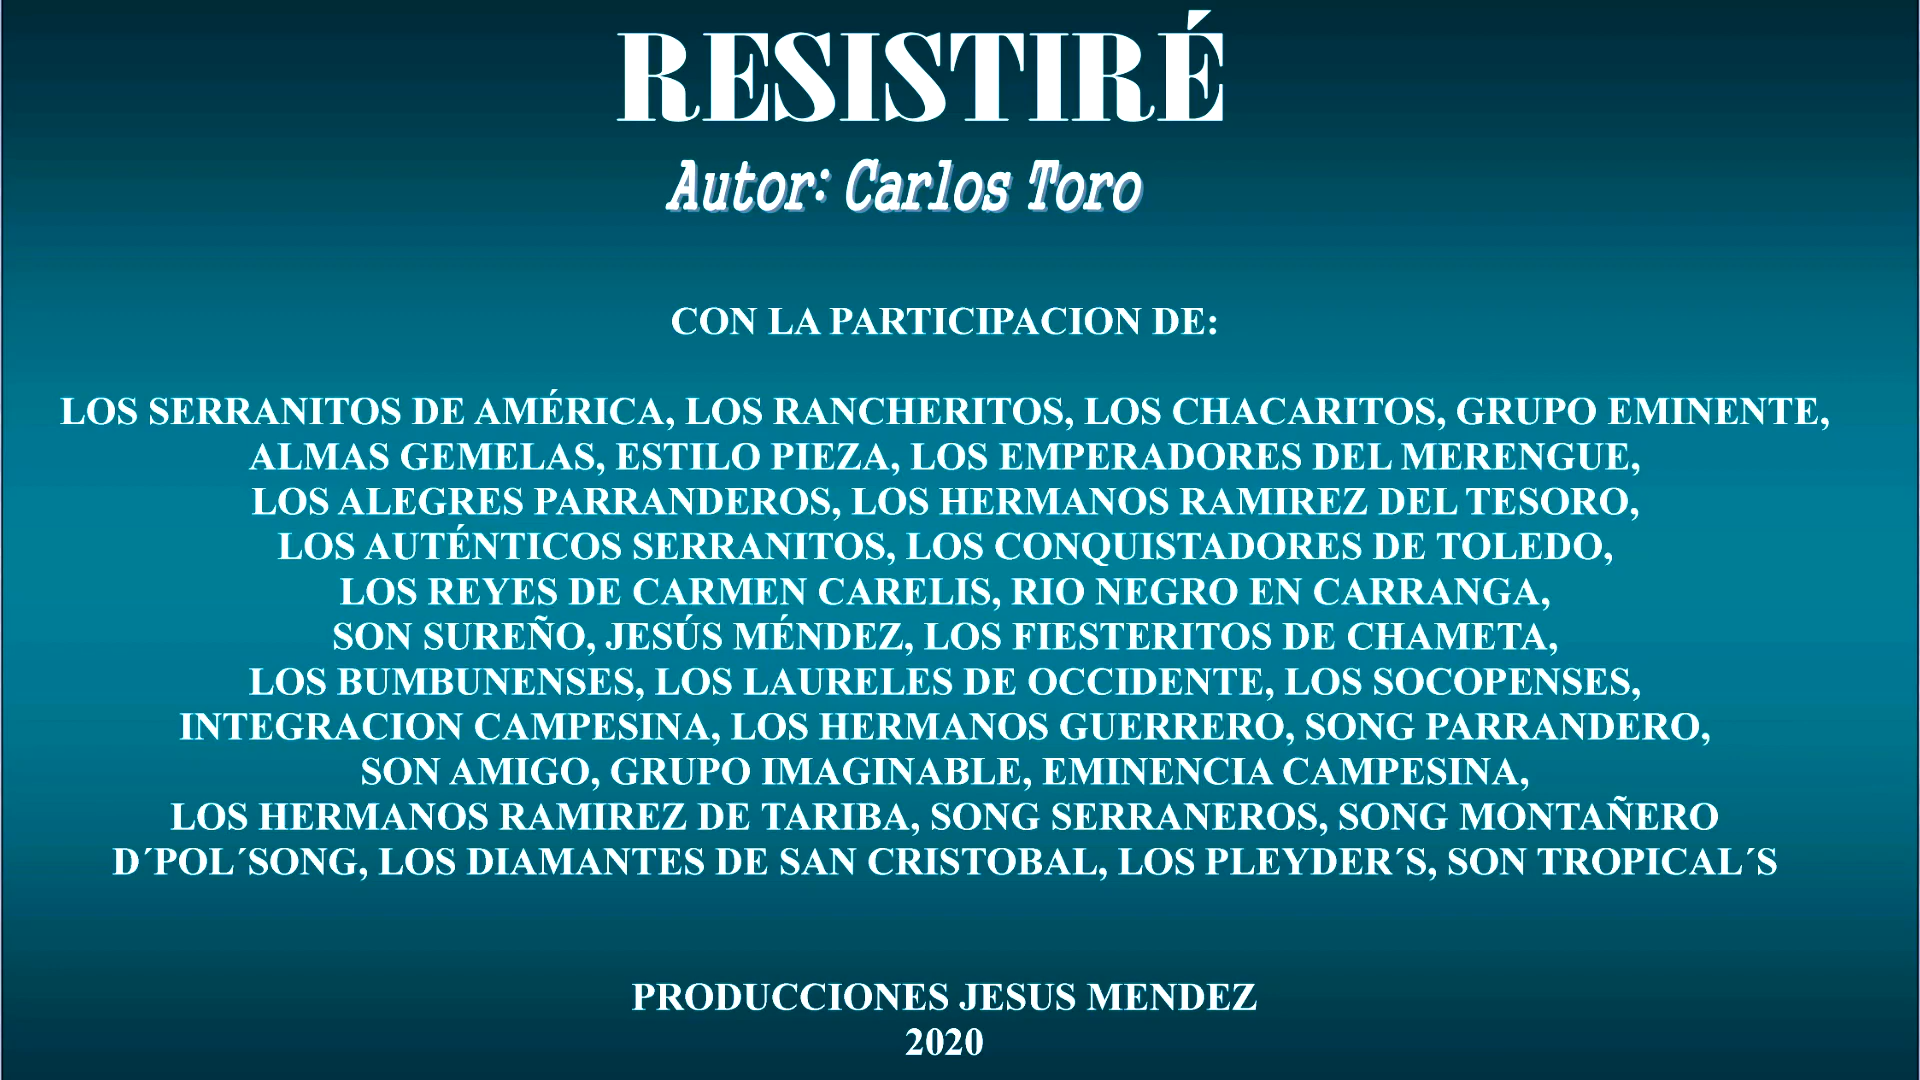 RESISTIRÉ
Autor: Carlos Toro
CON LA PARTICIPACION DE:
LOS SERRANITOS DE AMÉRICA, LOS RANCHERITOS, LOS CHACARITOS, GRUPO EMINENTE,
ALMAS GEMELAS, ESTILO PIEZA, LOS EMPERADORES DEL MERENGUE,
LOS ALEGRES PARRANDEROS, LOS HERMANOS RAMIREZ DEL TESORO,
LOS AUTÉNTICOS SERRANITOS, LOS CONQUISTADORES DE TOLEDO,
LOS REYES DE CARMEN CARELIS, RIO NEGRO EN CARRANGA,
SON SUREÑO, JESÚS MÉNDEZ, LOS FIESTERITOS DE CHAMETA,
LOS BUMBUNENSES, LOS LAURELES DE OCCIDENTE, LOS SOCOPENSES,
INTEGRACION CAMPESINA, LOS HERMANOS GUERRERO, SONG PARRANDERO,
SON AMIGO, GRUPO IMAGINABLE, EMINENCIA CAMPESINA,
LOS HERMANOS RAMIREZ DE TARIBA, SONG SERRANEROS, SONG MONTAÑERO
D´POL´SONG, LOS DIAMANTES DE SAN CRISTOBAL, LOS PLEYDER´S, SON TROPICAL´S
PRODUCCIONES JESUS MENDEZ
2020